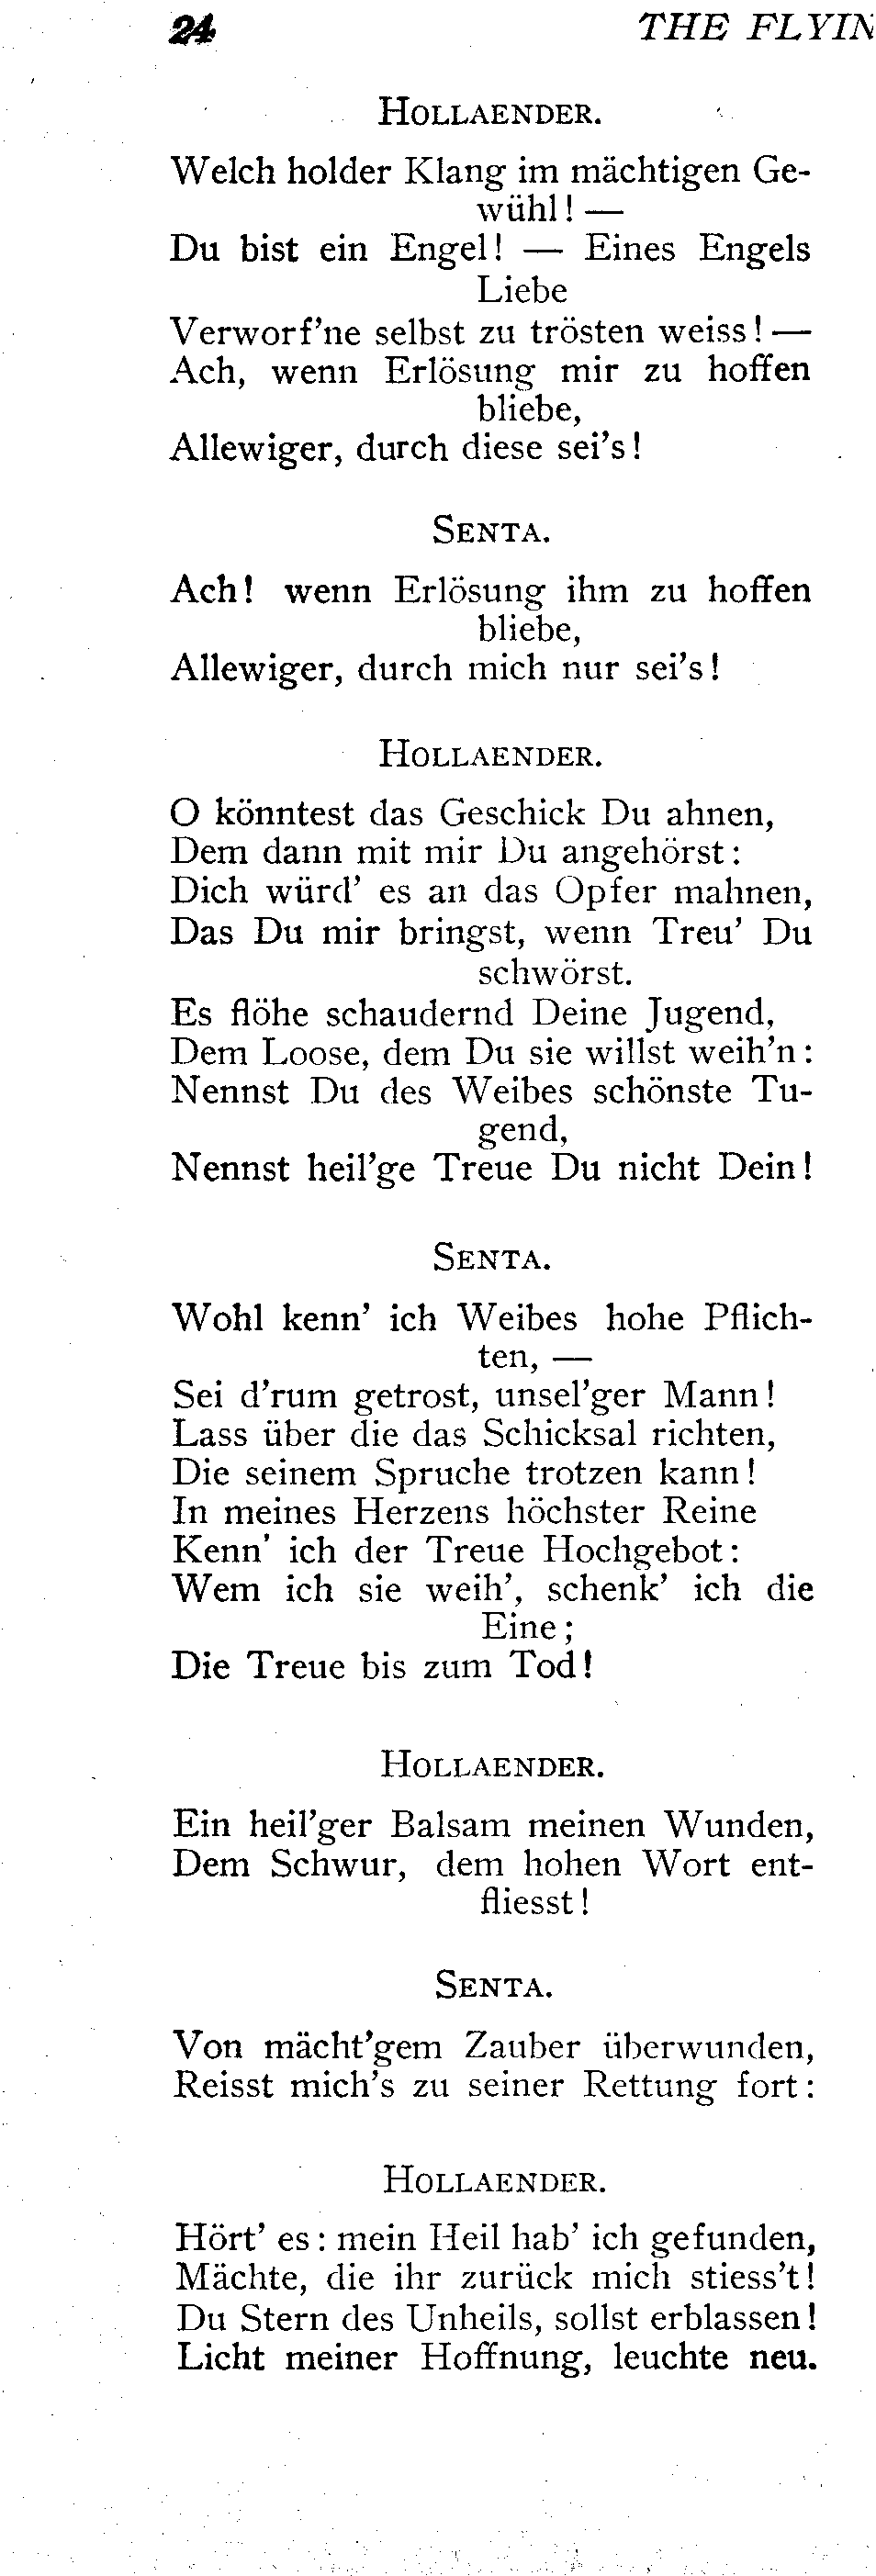 24
THE FLYIN
HOLLAENDER.
Welch holder Klang im mächtigen Ge-
wühl! —
Du bist ein Engel! — Eines Engels
Liebe
Verworf'ne selbst zu trösten weiss! —
Ach, wenn Erlösung mir zu hoffen
bliebe,
Allewiger, durch diese sei's!
SENTA.
Ach! wenn Erlösung ihm zu hoffen
bliebe,
Allewiger, durch mich nur sei's!
HOLLAENDER.
O könntest das Geschick Du ahnen,
Dem dann mit mir Du angehörst:
Dich würd' es an das Opfer mahnen,
Das Du mir bringst, wenn Treu' Du
schwörst.
Es flöhe schaudernd Deine Jugend,
Dem Loose, dem Du sie willst weih'n:
Nennst Du des Weibes schönste Tu-
gend,
Nennst heil'ge Treue Du nicht Dein!
SENTA.
Wohl kenn' ich Weibes hohe Pflich-
ten, —
Sei d'rum getrost, unsel'ger Mann!
Lass über die das Schicksal richten,
Die seinem Spruche trotzen kann!
In meines Herzens höchster Reine
Kenn' ich der Treue Hochgebot:
Wem ich sie weih', schenk' ich die
Eine;
Die Treue bis zum Tod!
HOLLAENDER.
Ein heil'ger Balsam meinen Wunden,
Dem Schwur, dem hohen Wort ent-
fliesst!
SENTA.
Von mächt'gem Zauber überwunden,
Reisst mich's zu seiner Rettung fort:
HOLLAENDER.
Hört' es: mein Heil hab' ich gefunden,
Mächte, die ihr zurück mich stiess't!
Du Stern des Unheils, sollst erblassen!
Licht meiner Hoffnung, leuchte neu.